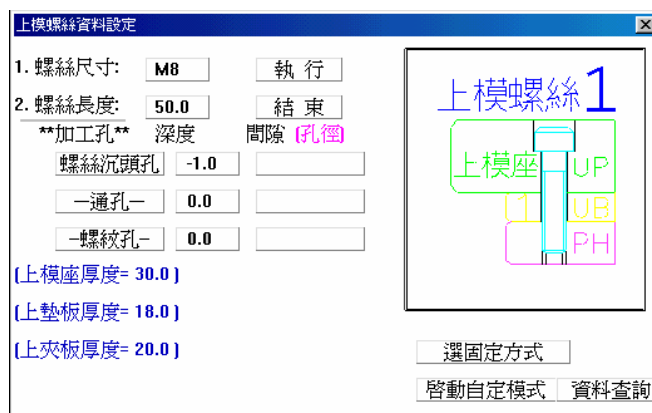 上模螺絲資料設定
1. 螺絲尺寸: M8 執 行
2. 螺絲長度: 50.0 結 束
**加工孔** 深度 間隙 (孔徑)
螺絲沉頭孔 -1.0
—通孔— 0.0
-螺紋孔- 0.0
(上模座厚度= 30.0)
(上墊板厚度= 18.0)
(上夾板厚度= 20.0)
上模螺絲1
上模座 UP
1 UB
PH
選固定方式
啓動自定模式 資料查詢